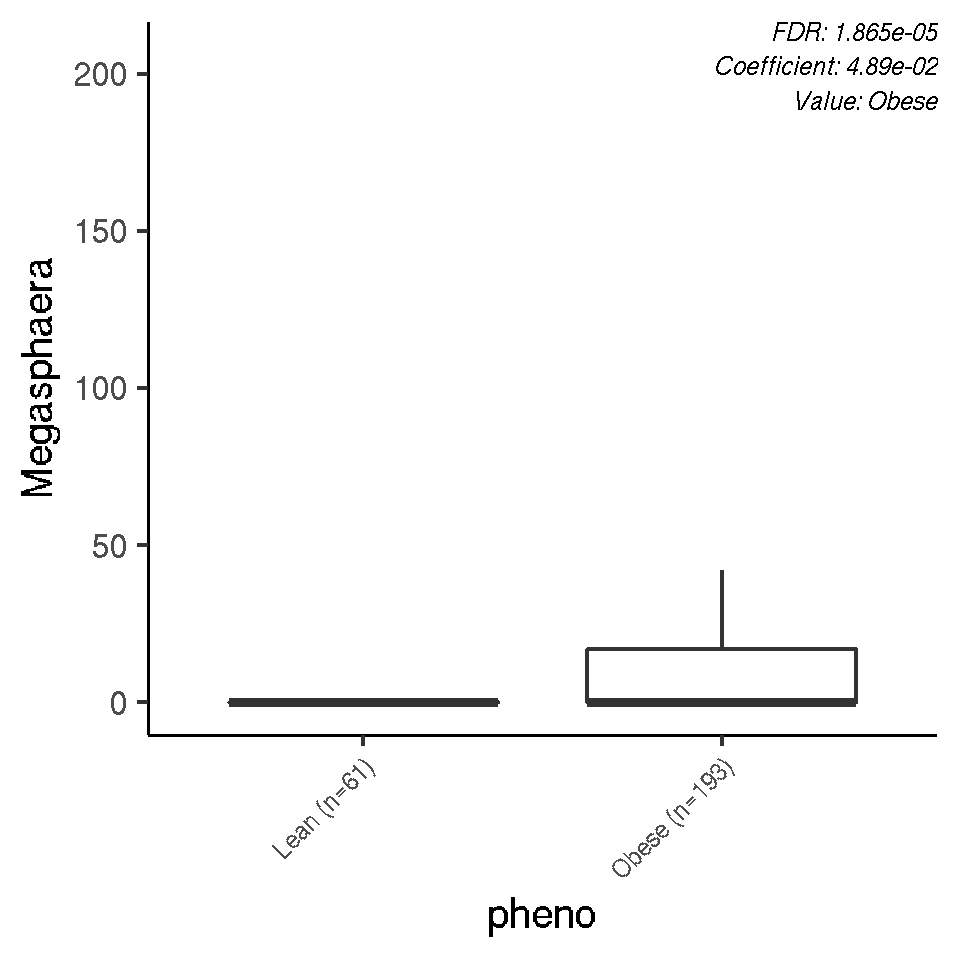 FDR: 1.865e-05
Coefficient: 4.89e-02
Value: Obese
200
150
100
50
0
Megasphaera
Lean (n=61)
Obese (n=193)
pheno